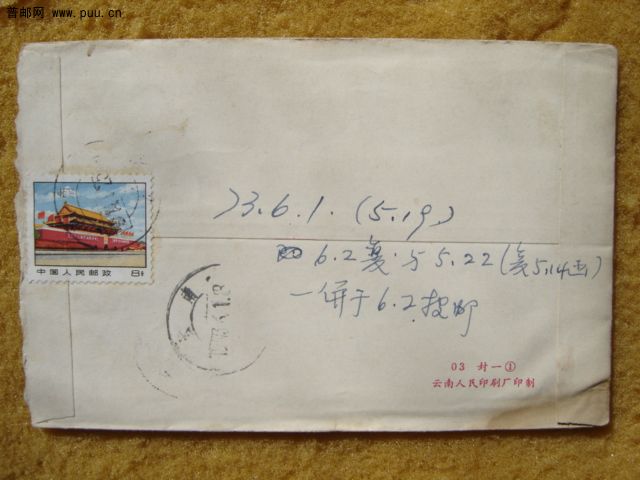 普邮网 www.puu.cn
中国人民邮政 8分
73.6.1. (5.19)
6.2复.与5.22(复5.14函)
一併于6.2投邮
03 封一①
云南人民印刷厂印制